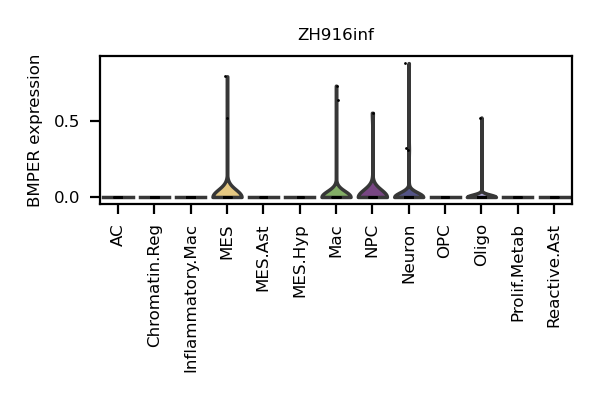 ZH916inf
BMPER expression
0.5
0.0
AC
Chromatin.Reg
Inflammatory.Mac
MES
MES.Ast
MES.Hyp
Mac
NPC
Neuron
OPC
Oligo
Prolif.Metab
Reactive.Ast